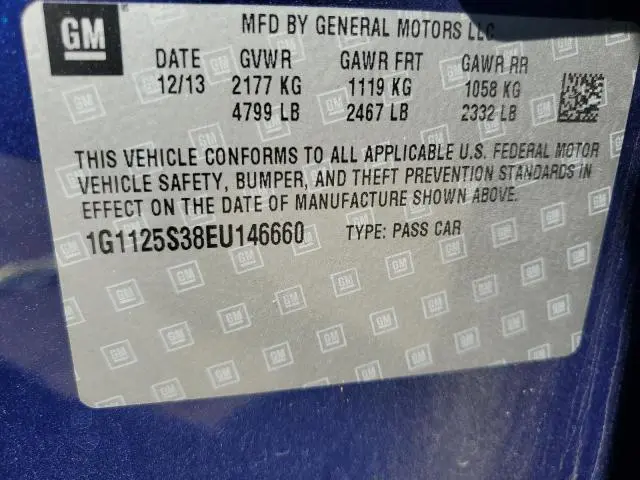 GM
MFD BY GENERAL MOTORS LLC
DATE GVWR GAWR FRT GAWR RR
12/13 2177 KG 1119 KG 1058 KG
4799 LB 2467 LB 2332 LB
THIS VEHICLE CONFORMS TO ALL APPLICABLE U.S. FEDERAL MOTOR
VEHICLE SAFETY, BUMPER, AND THEFT PREVENTION STANDARDS IN
EFFECT ON THE DATE OF MANUFACTURE SHOWN ABOVE.
1G1125S38EU146660 TYPE: PASS CAR